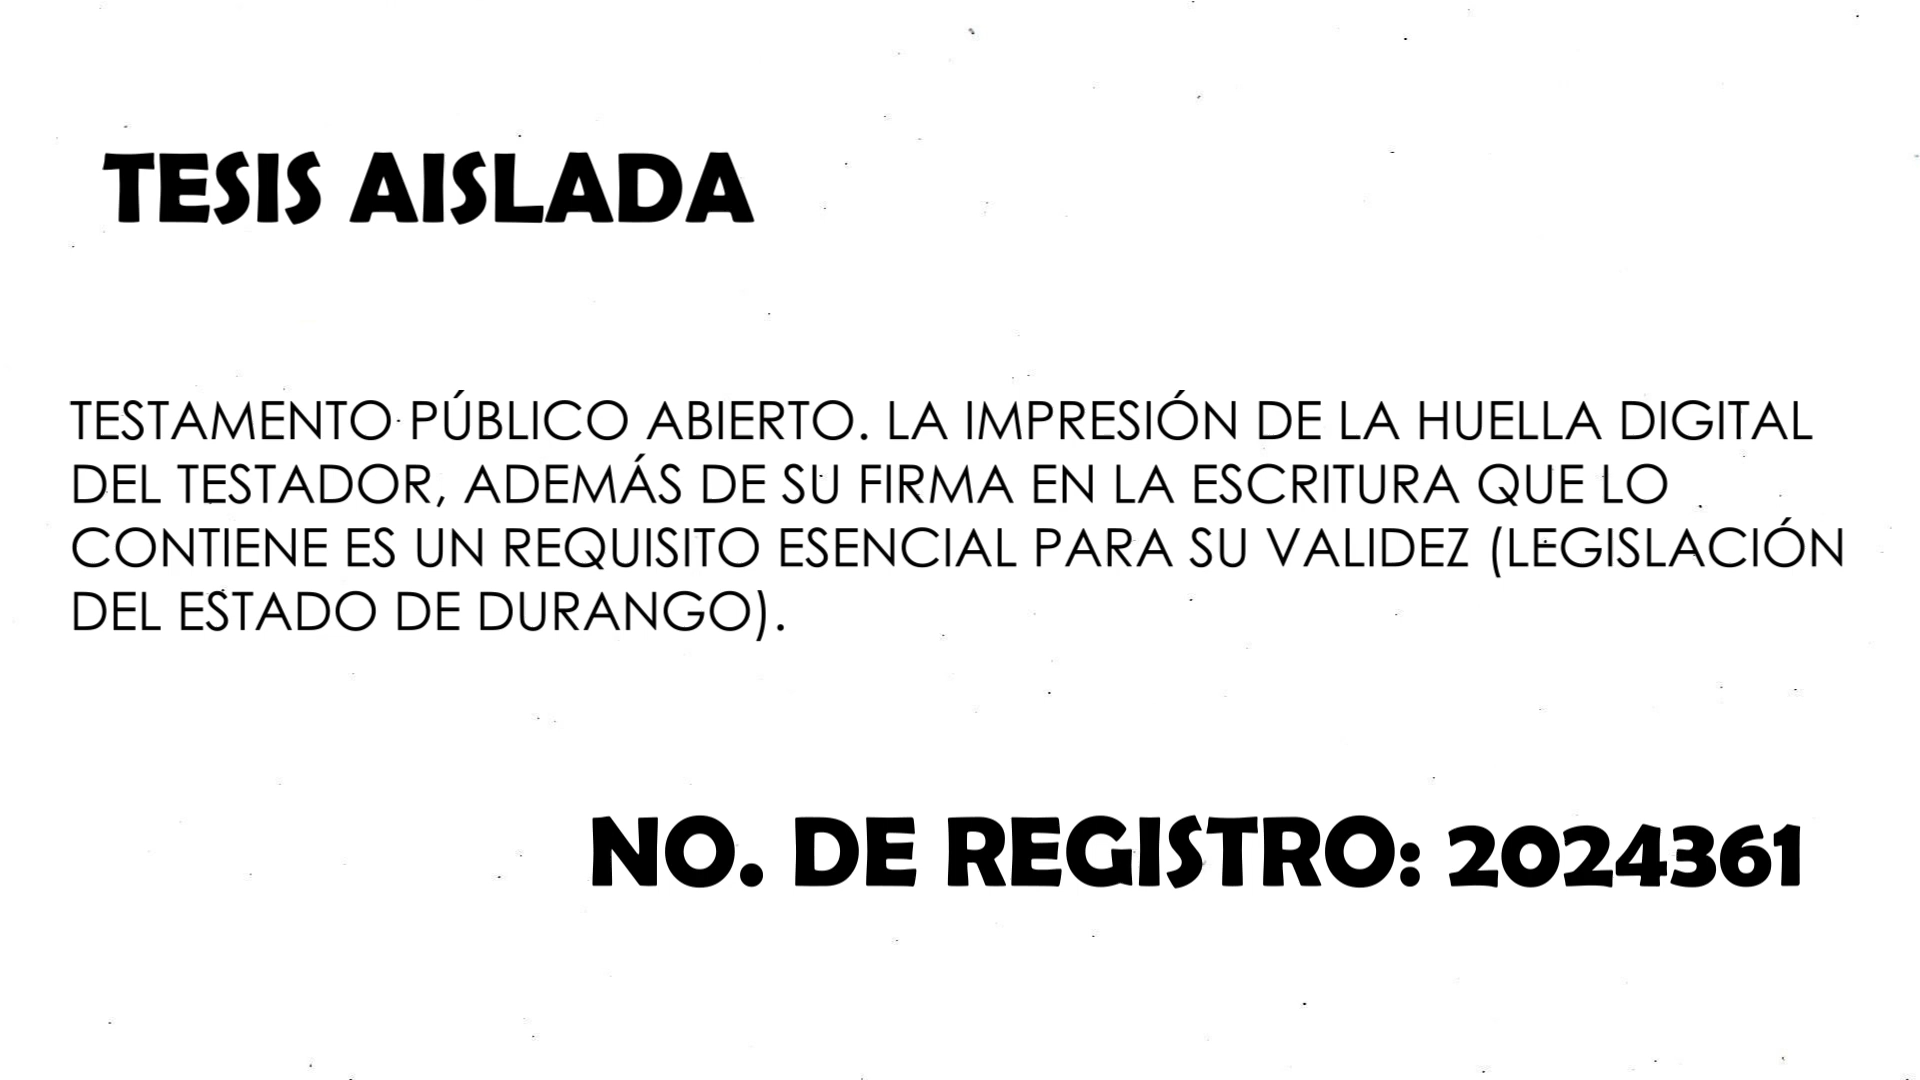 TESIS AISLADA
TESTAMENTO PÚBLICO ABIERTO. LA IMPRESIÓN DE LA HUELLA DIGITAL
DEL TESTADOR, ADEMÁS DE SU FIRMA EN LA ESCRITURA QUE LO
CONTIENE ES UN REQUISITO ESENCIAL PARA SU VALIDEZ (LEGISLACIÓN
DEL ESTADO DE DURANGO).
NO. DE REGISTRO: 2024361